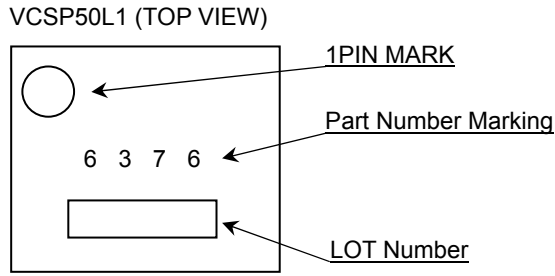 VCSP50L1 (TOP VIEW)
1PIN MARK
Part Number Marking
6 3 7 6
LOT Number